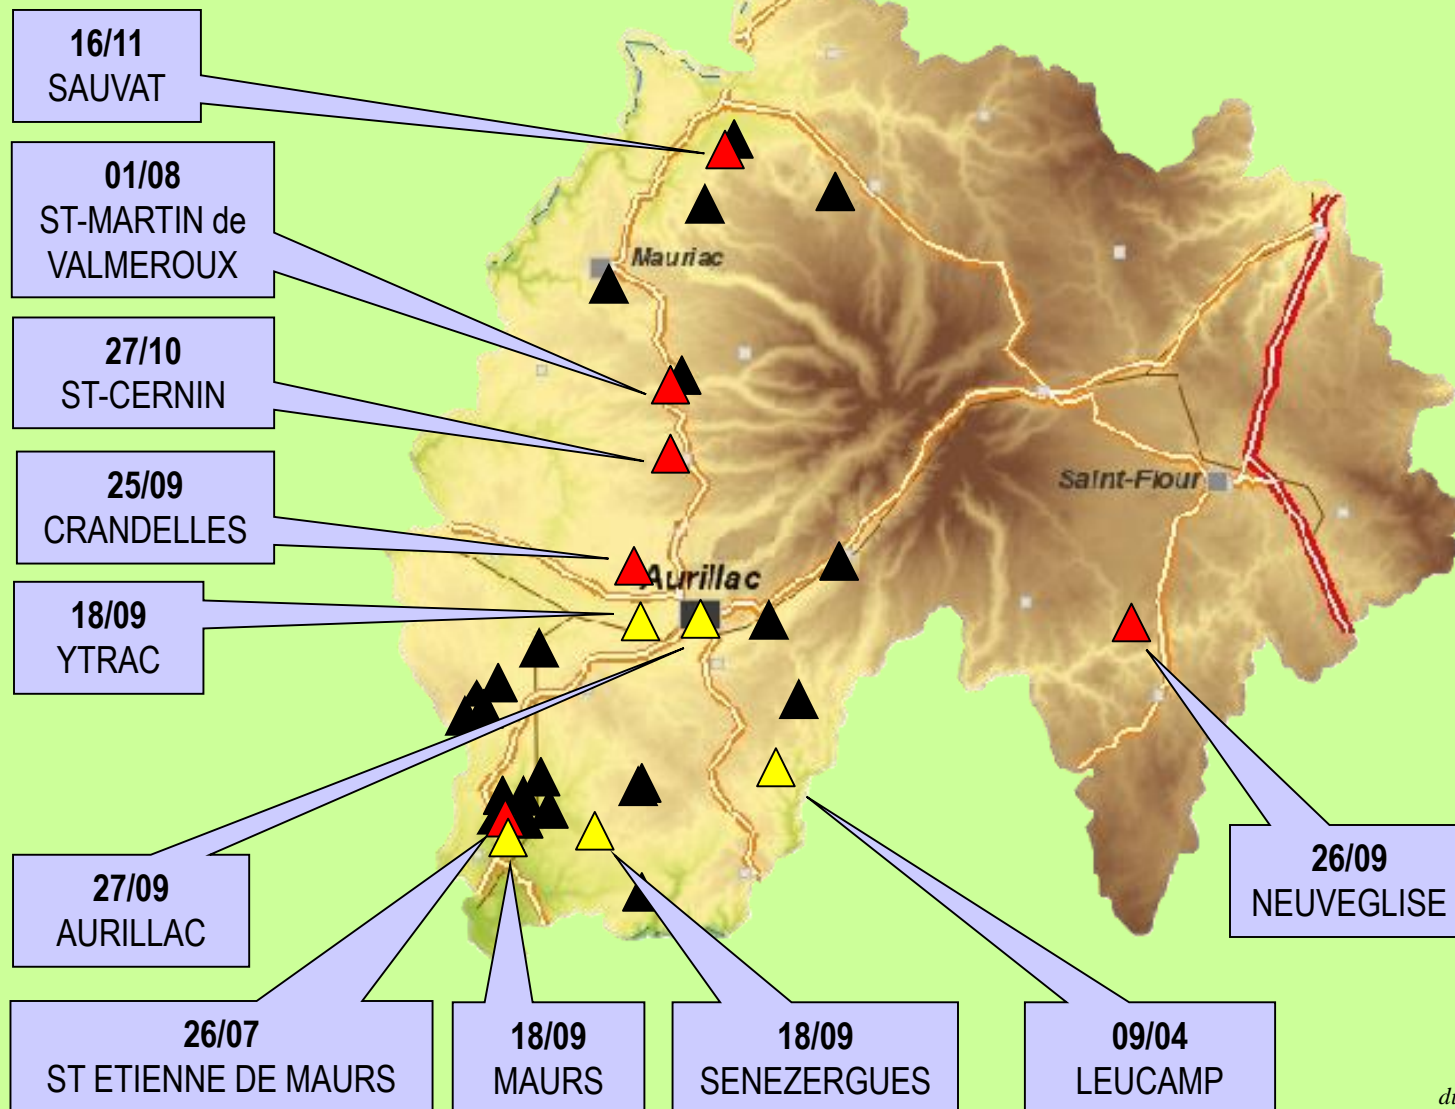 16/11
SAUVAT
01/08
ST-MARTIN de
VALMEROUX
Mauriac
27/10
ST-CERNIN
25/09
CRANDELLES
Saint-Flour
Aurillac
18/09
YTRAC
27/09
AURILLAC
26/09
NEUVEGLISE
26/07
ST ETIENNE DE MAURS
18/09
MAURS
18/09
SENEZERGUES
09/04
LEUCAMP